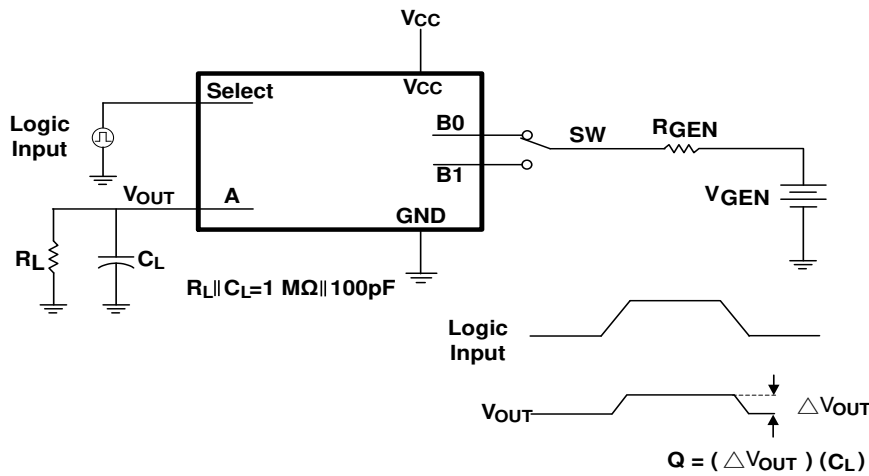 VCC
VCC
Select
Logic
Input
B0
SW
RGEN
B1
VOUT
A
VGEN
GND
RL
CL
RL||CL=1 MΩ||100pF
Logic
Input
VOUT
△VOUT
Q = ( △VOUT ) (CL)